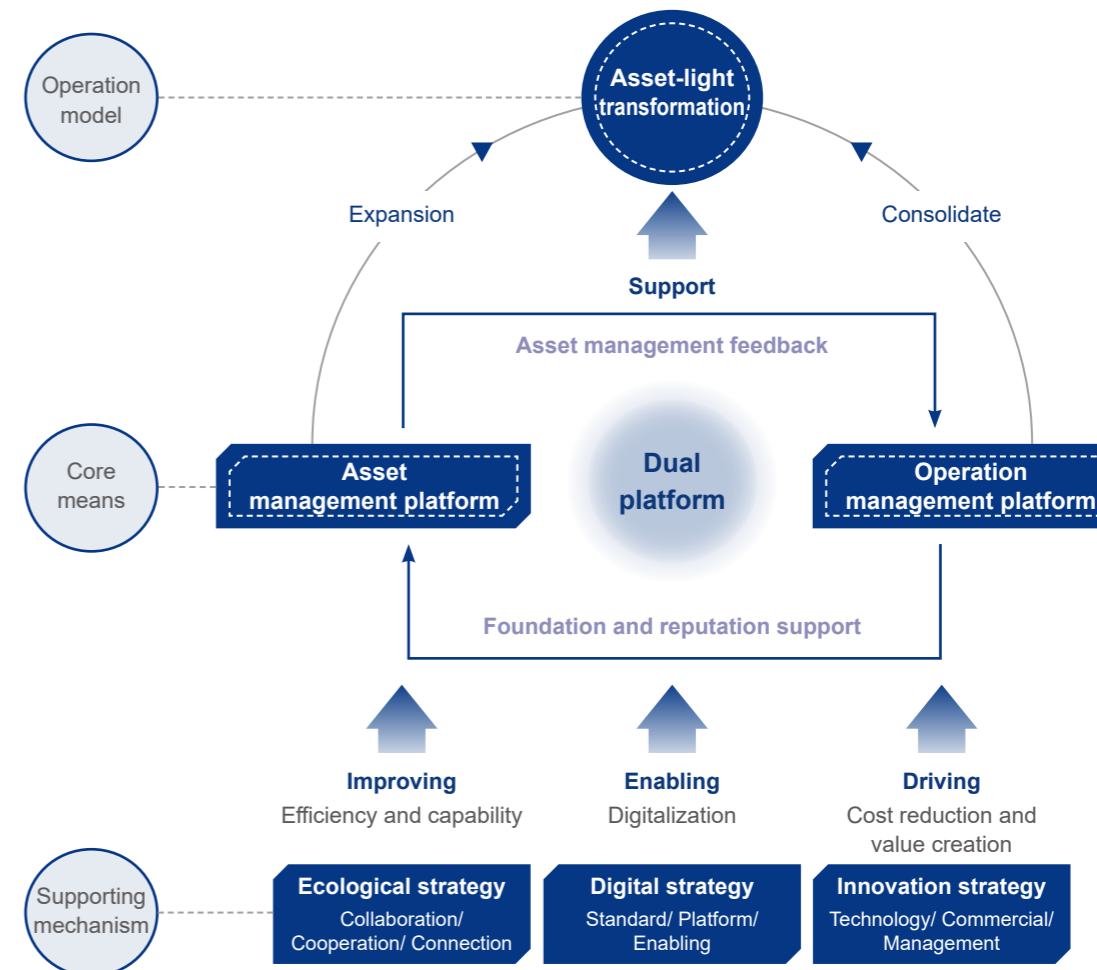 Operation
model
Asset-light
transformation
Expansion
Consolidate
Support
Asset management feedback
Core
means
Asset
management platform
Dual
platform
Operation
management platform
Foundation and reputation support
Improving
Efficiency and capability
Enabling
Digitalization
Driving
Cost reduction and
value creation
Supporting
mechanism
Ecological strategy
Collaboration/
Cooperation/ Connection
Digital strategy
Standard/ Platform/
Enabling
Innovation strategy
Technology/ Commercial/
Management